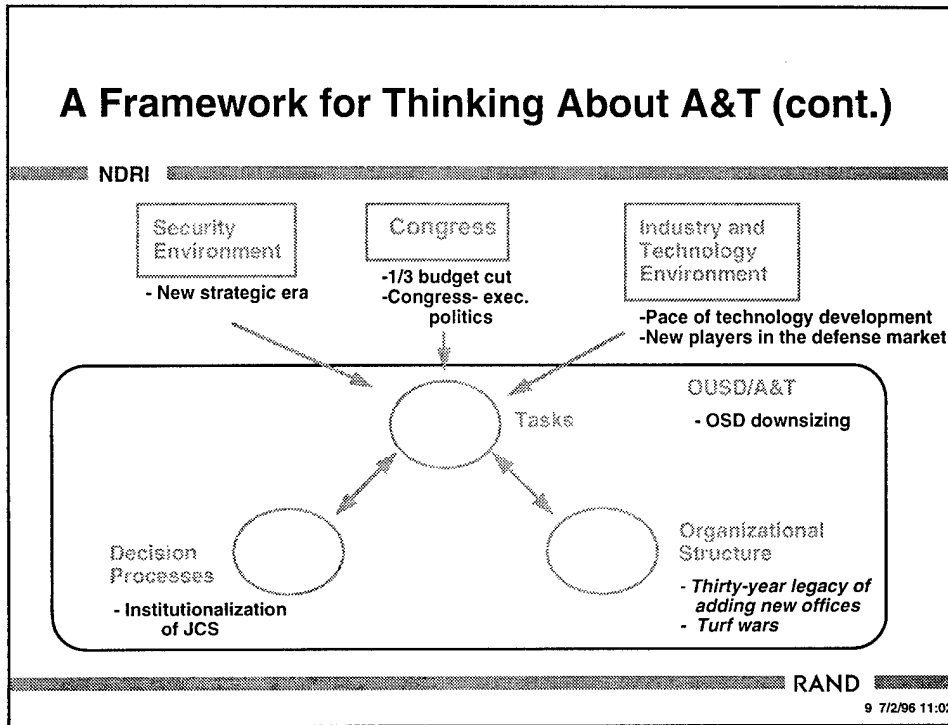 A Framework for Thinking About A&T (cont.)
NDRI
Security
Environment
- New strategic era
Congress
-1/3 budget cut
-Congress- exec.
politics
Industry and
Technology
Environment
-Pace of technology development
-New players in the defense market
OUSD/A&T
- OSD downsizing
Tasks
Decision
Processes
- Institutionalization
of JCS
Organizational
Structure
- Thirty-year legacy of
adding new offices
- Turf wars
RAND
9 7/2/96